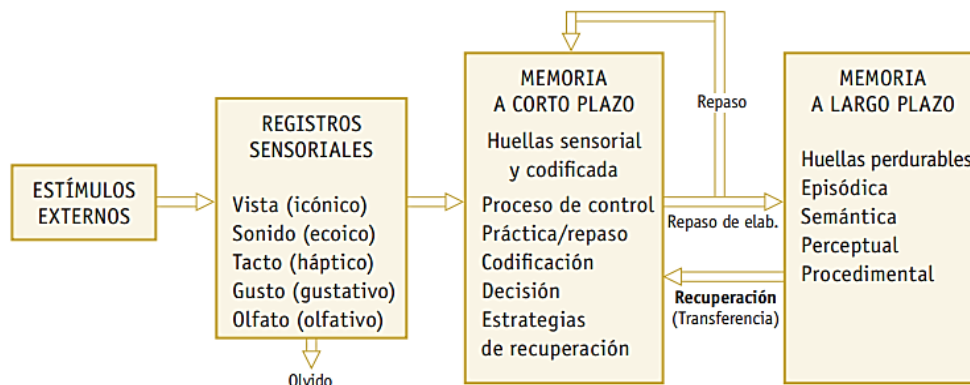 ESTÍMULOS
EXTERNOS
REGISTROS
SENSORIALES
Vista (icónico)
Sonido (ecoico)
Tacto (háptico)
Gusto (gustativo)
Olfato (olfativo)
Olvido
MEMORIA
A CORTO PLAZO
Huellas sensorial
y codificada
Proceso de control
Práctica/repaso
Codificación
Decisión
Estrategias
de recuperación
Repaso
Repaso de elab.
Recuperación
(Transferencia)
MEMORIA
A LARGO PLAZO
Huellas perdurables
Episódica
Semántica
Perceptual
Procedimental